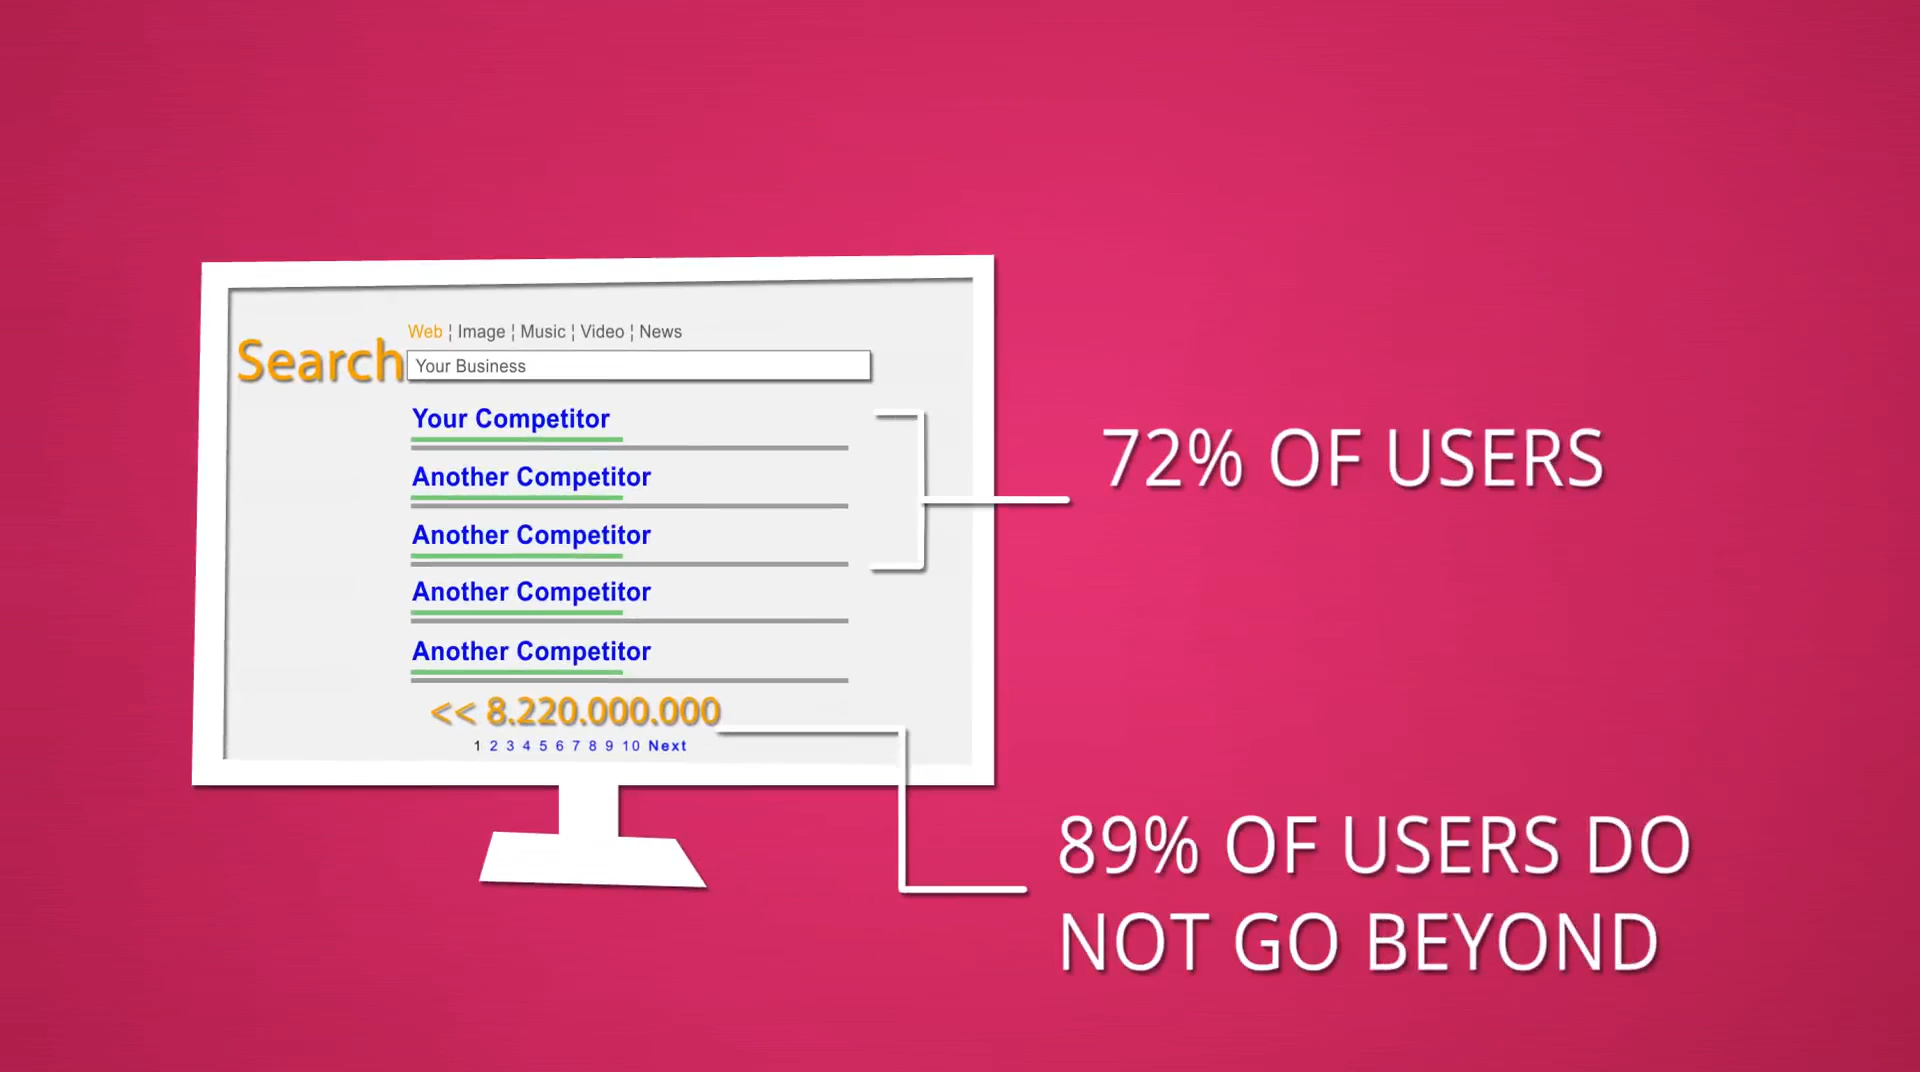 Web ¦ Image ¦ Music ¦ Video ¦ News
Search
Your Business
Your Competitor
Another Competitor
Another Competitor
Another Competitor
Another Competitor
<< 8.220.000.000
1 2 3 4 5 6 7 8 9 10 Next
72% OF USERS
89% OF USERS DO
NOT GO BEYOND